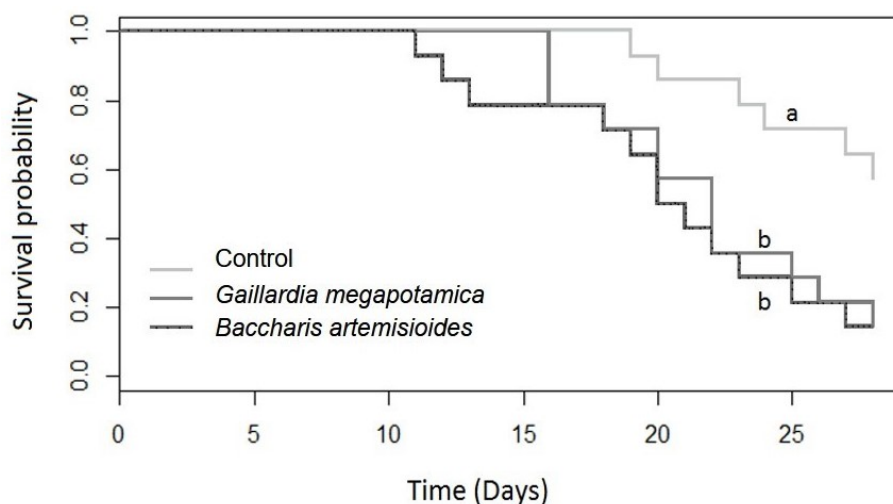 Survival probability
1.0
0.8
0.6
0.4
0.2
0.0
a
b
b
Control
Gaillardia megapotamica
Baccharis artemisioides
0 5 10 15 20 25
Time (Days)